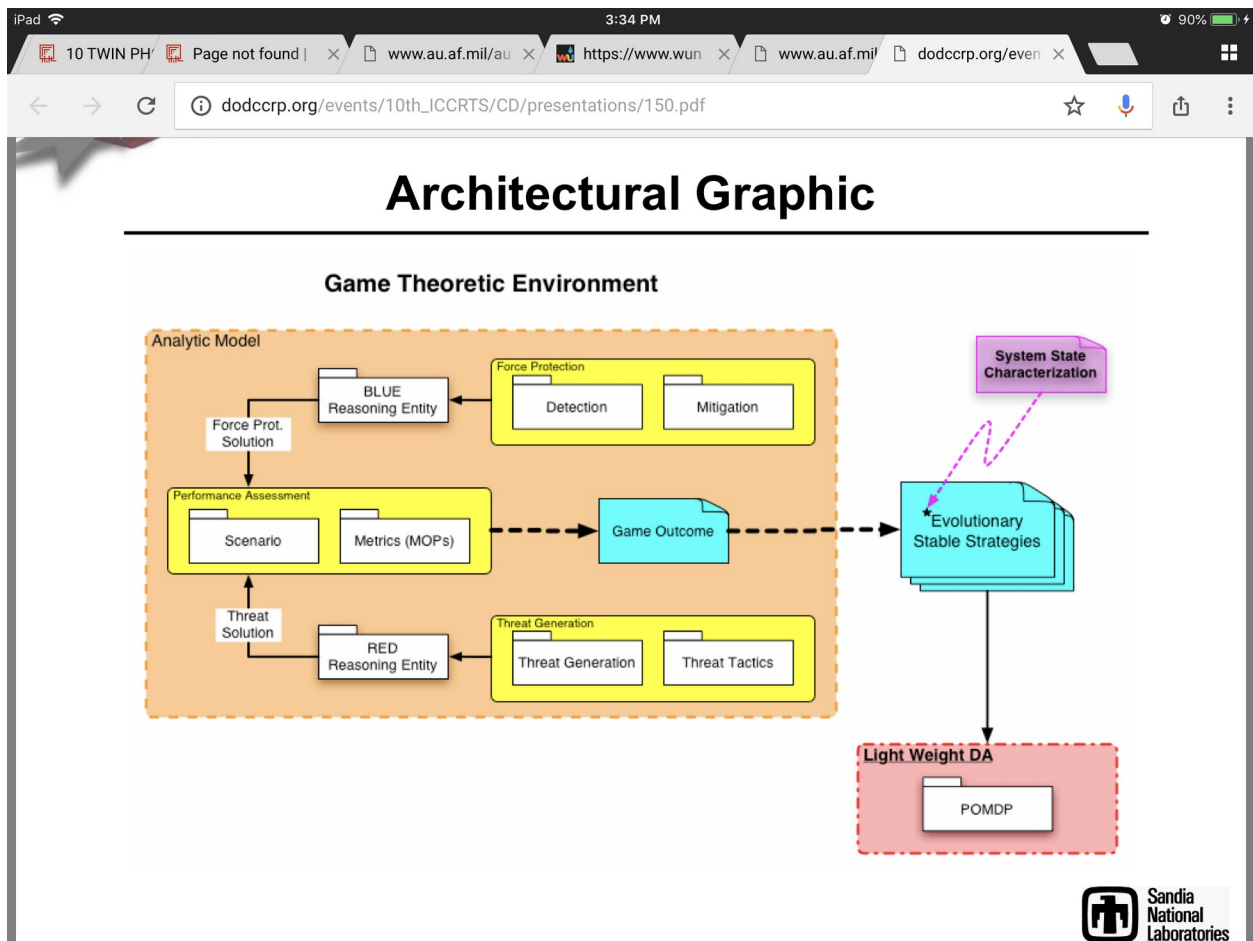 iPad
3:34 PM
90%
10 TWIN PH
Page not found |
www.au.af.mil/au
https://www.wun
www.au.af.mil
dodccrp.org/even
dodccrp.org/events/10th_ICCRTS/CD/presentations/150.pdf
Architectural Graphic
Game Theoretic Environment
Analytic Model
BLUE
Reasoning Entity
Force Protection
Detection
Mitigation
Force Prot.
Solution
System State
Characterization
Performance Assessment
Scenario
Metrics (MOPs)
Game Outcome
Evolutionary
Stable Strategies
Threat
Solution
RED
Reasoning Entity
Threat Generation
Threat Generation
Threat Tactics
Light Weight DA
POMDP
Sandia
National
Laboratories